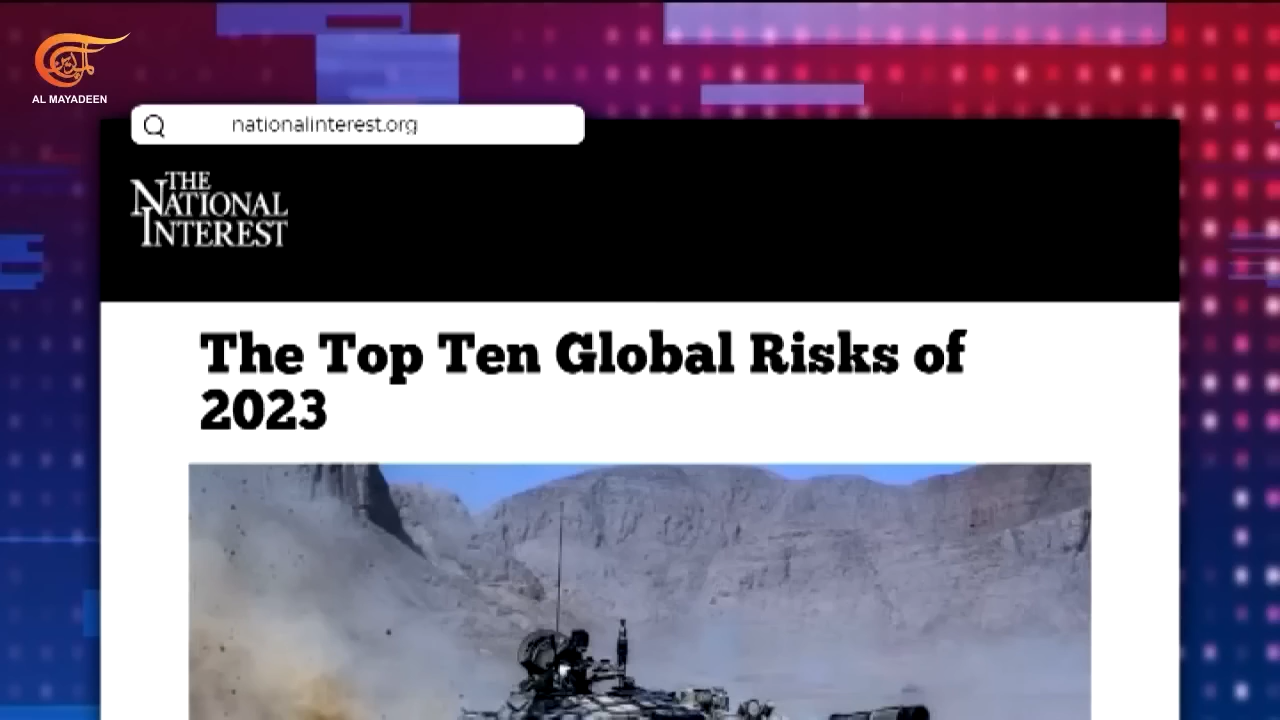 AL MAYADEEN
nationalinterest.org
THE
NATIONAL
INTEREST
The Top Ten Global Risks of
2023